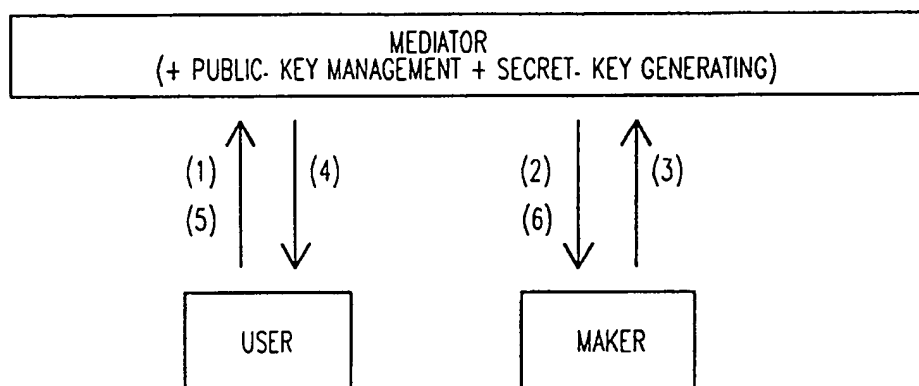 MEDIATOR
(+ PUBLIC- KEY MANAGEMENT + SECRET- KEY GENERATING)
(1) (4) (2) (3)
(5) (6)
USER MAKER